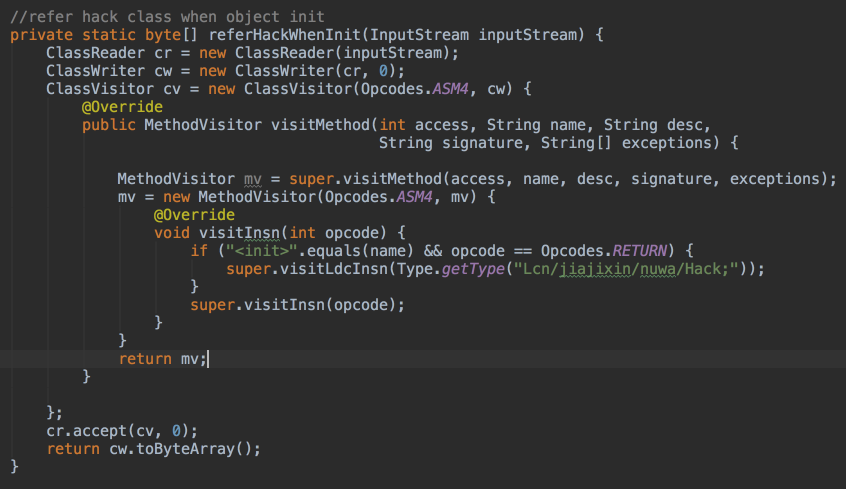 //refer hack class when object init
private static byte[] referHackWhenInit(InputStream inputStream) {
    ClassReader cr = new ClassReader(inputStream);
    ClassWriter cw = new ClassWriter(cr, 0);
    ClassVisitor cv = new ClassVisitor(Opcodes.ASM4, cw) {
        @Override
        public MethodVisitor visitMethod(int access, String name, String desc,
                                         String signature, String[] exceptions) {
            MethodVisitor mv = super.visitMethod(access, name, desc, signature, exceptions);
            mv = new MethodVisitor(Opcodes.ASM4, mv) {
                @Override
                void visitInsn(int opcode) {
                    if ("<init>".equals(name) && opcode == Opcodes.RETURN) {
                        super.visitLdcInsn(Type.getType("Lcn/jiajixin/nuwa/Hack;"));
                    }
                    super.visitInsn(opcode);
                }
            }
            return mv;
        }
    };
    cr.accept(cv, 0);
    return cw.toByteArray();
}